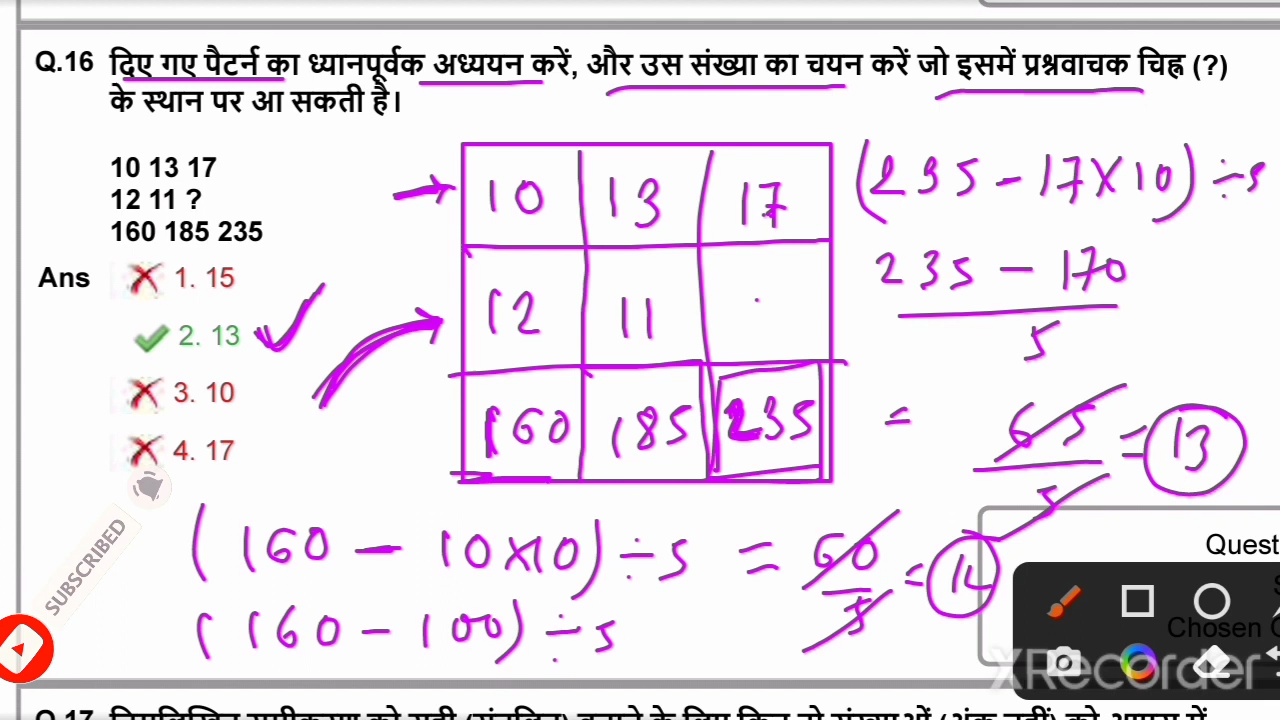 Q.16 दिए गए पैटर्न का ध्यानपूर्वक अध्ययन करें, और उस संख्या का चयन करें जो इसमें प्रश्नवाचक चिह्न (?)
के स्थान पर आ सकती है।
10 13 17
12 11 ?
160 185 235
Ans 1. 15
2. 13
3. 10
4. 17
10 13 17
12 11
160 185 235
(235 - 17 × 10) ÷ 5
235 - 170
5
= 65
5
= 13
(160 - 10×10) ÷ 5 = 60
5
= 12
(160 - 100) ÷ 5
SUBSCRIBED
Quest
Chosen
XRecorder